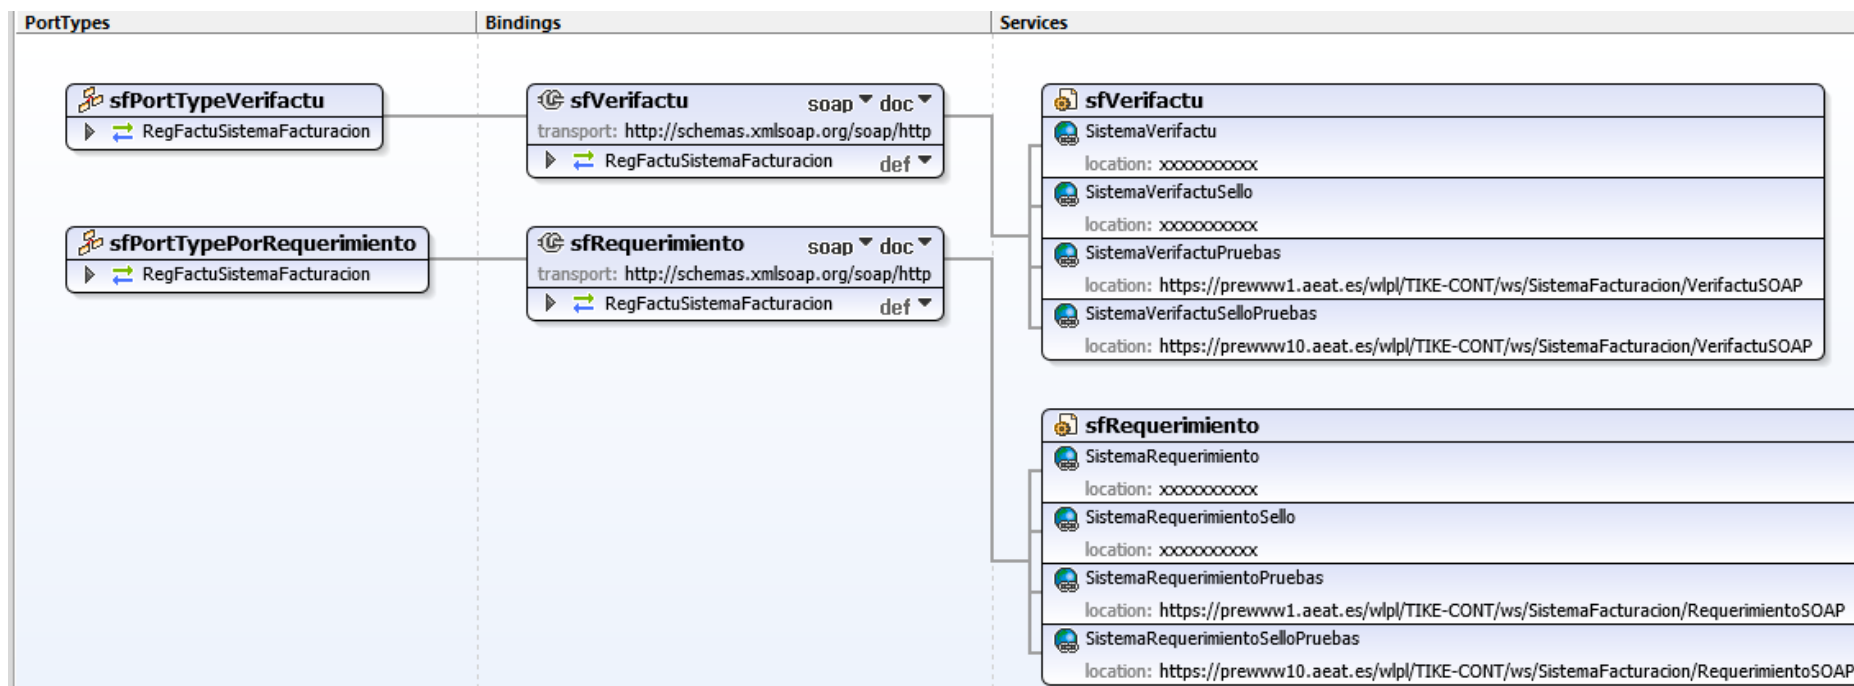 PortTypes
Bindings
Services
sfPortTypeVerifactu
RegFactuSistemaFacturacion
sfPortTypePorRequerimiento
RegFactuSistemaFacturacion
sfVerifactu soap doc
transport: http://schemas.xmlsoap.org/soap/http
RegFactuSistemaFacturacion def
sfRequerimiento soap doc
transport: http://schemas.xmlsoap.org/soap/http
RegFactuSistemaFacturacion def
sfVerifactu
SistemaVerifactu
location: xxxxxxxxxx
SistemaVerifactuSello
location: xxxxxxxxxx
SistemaVerifactuPruebas
location: https://prewww1.aeat.es/wlpl/TIKE-CONT/ws/SistemaFacturacion/VerifactuSOAP
SistemaVerifactuSelloPruebas
location: https://prewww10.aeat.es/wlpl/TIKE-CONT/ws/SistemaFacturacion/VerifactuSOAP
sfRequerimiento
SistemaRequerimiento
location: xxxxxxxxxx
SistemaRequerimientoSello
location: xxxxxxxxxx
SistemaRequerimientoPruebas
location: https://prewww1.aeat.es/wlpl/TIKE-CONT/ws/SistemaFacturacion/RequerimientoSOAP
SistemaRequerimientoSelloPruebas
location: https://prewww10.aeat.es/wlpl/TIKE-CONT/ws/SistemaFacturacion/RequerimientoSOAP